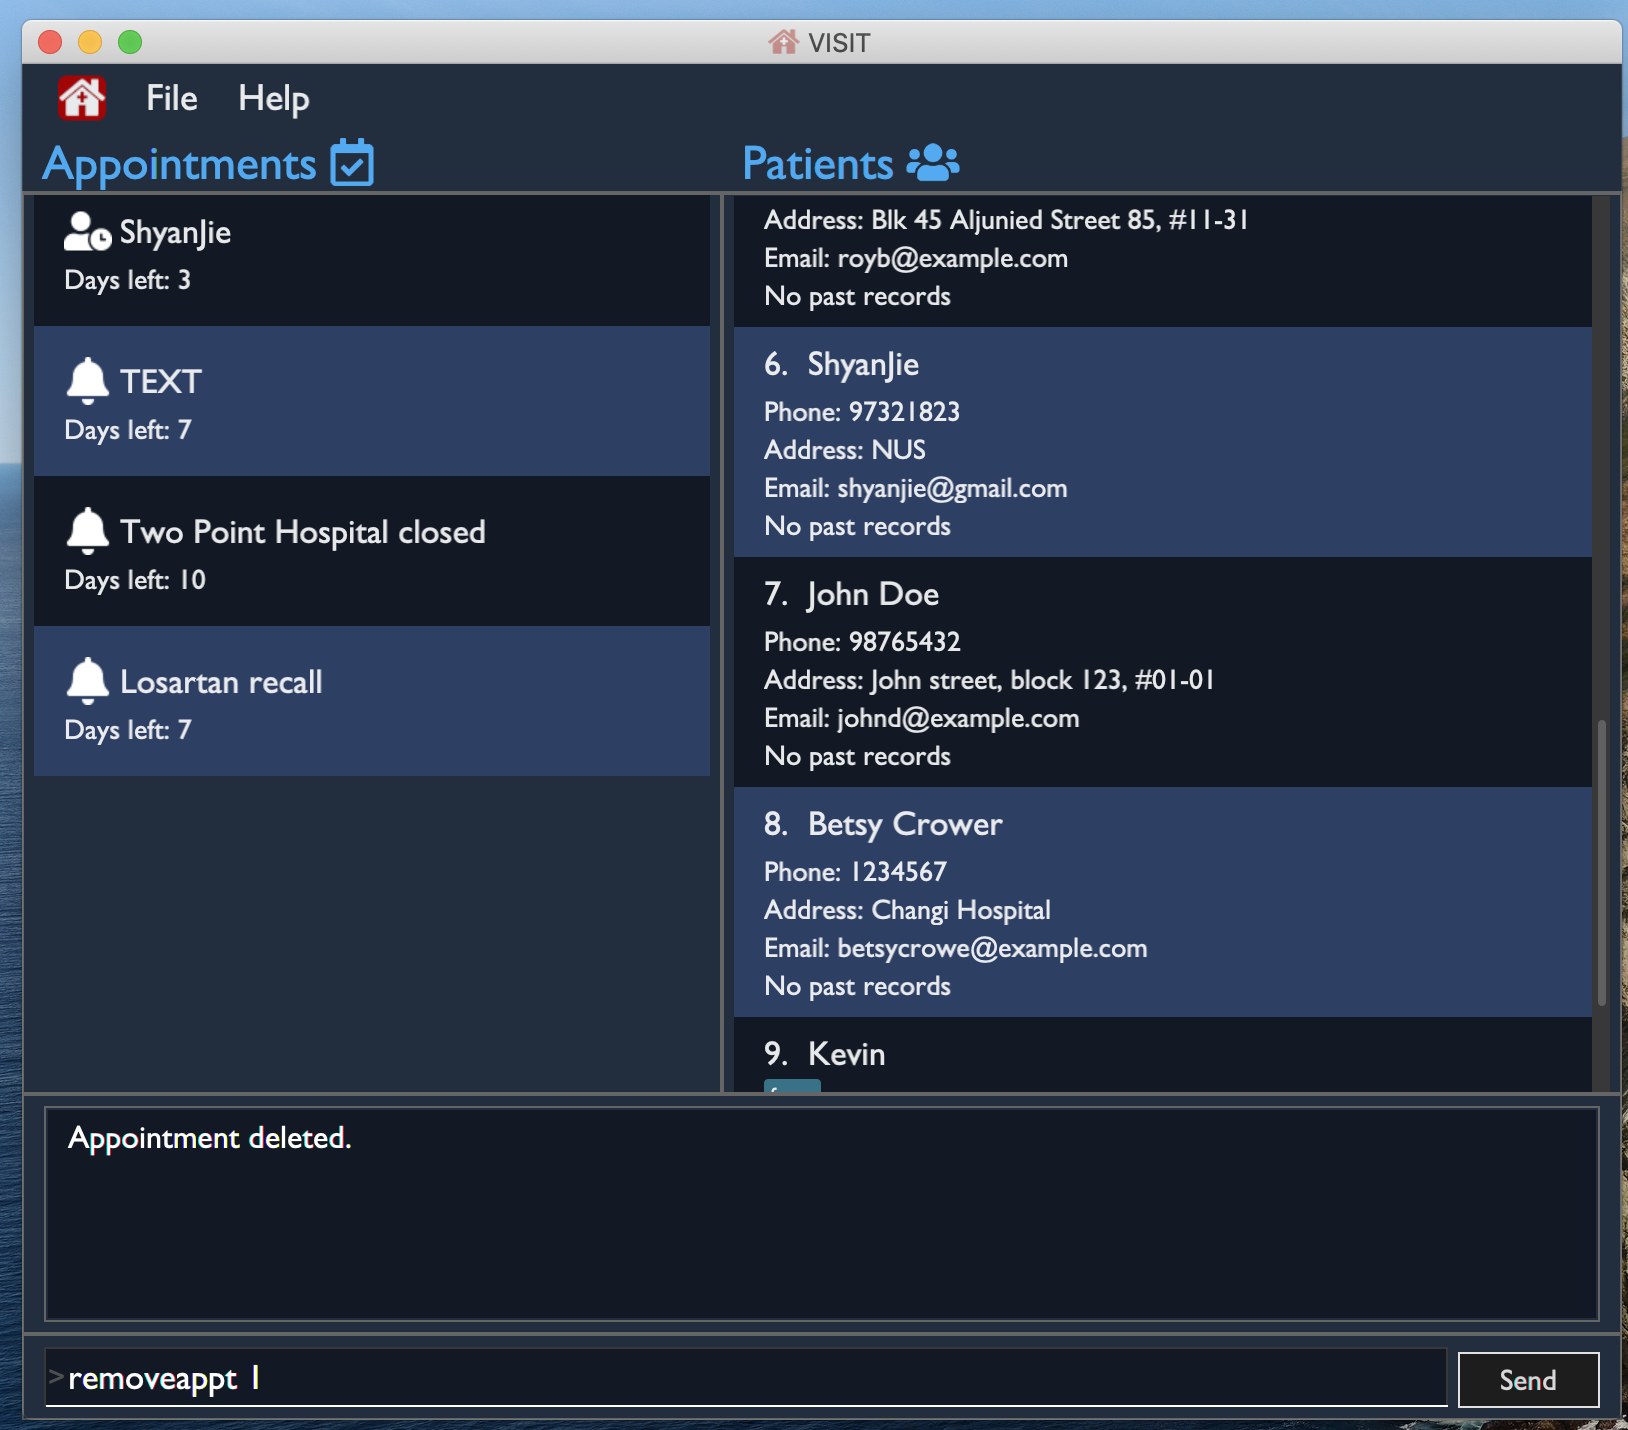 VISIT
File Help
Appointments
ShyanJie
Days left: 3
TEXT
Days left: 7
Two Point Hospital closed
Days left: 10
Losartan recall
Days left: 7
Patients
Address: Blk 45 Aljunied Street 85, #11-31
Email: royb@example.com
No past records
6. ShyanJie
Phone: 97321823
Address: NUS
Email: shyanjie@gmail.com
No past records
7. John Doe
Phone: 98765432
Address: John street, block 123, #01-01
Email: johnd@example.com
No past records
8. Betsy Crower
Phone: 1234567
Address: Changi Hospital
Email: betsycrowe@example.com
No past records
9. Kevin
Appointment deleted.
>removeappt 1
Send